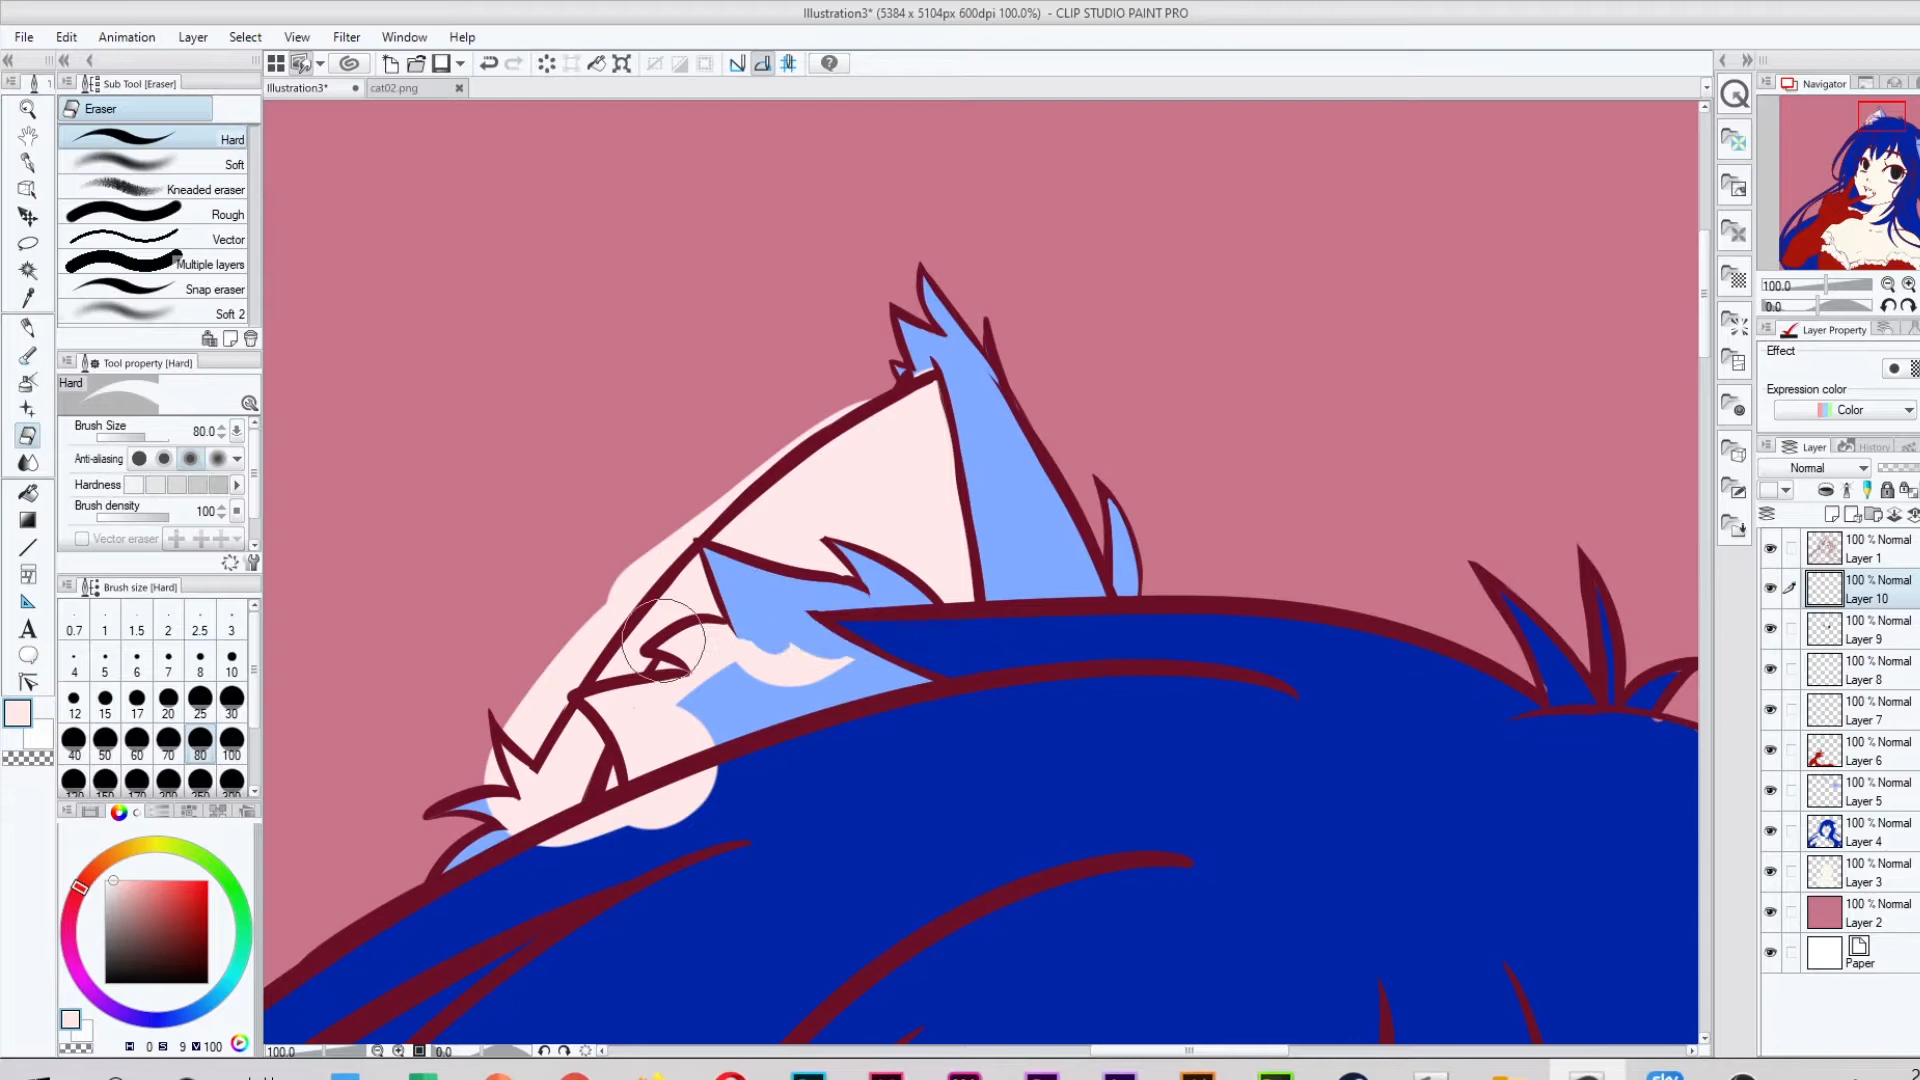 Illustration3* (5384 x 5104px 600dpi 100.0%) - CLIP STUDIO PAINT PRO
File Edit Animation Layer Select View Filter Window Help
Illustration3* cat02.png
Sub Tool [Eraser]
Eraser
Hard
Soft
Kneaded eraser
Rough
Vector
Multiple layers
Snap eraser
Soft 2
Tool property [Hard]
Hard
Brush Size 80.0
Anti-aliasing
Hardness
Brush density 100
Vector eraser
Brush size [Hard]
0.7 1 1.5 2 2.5 3
4 5 6 7 8 10
12 15 17 20 25 30
40 50 60 70 80 100
H 0 S 9 V 100
100.0 0.0
Navigator
100.0
0.0
Layer Property
Effect
Expression color
Color
Layer History
Normal
100 % Normal
Layer 1
100 % Normal
Layer 10
100 % Normal
Layer 9
100 % Normal
Layer 8
100 % Normal
Layer 7
100 % Normal
Layer 6
100 % Normal
Layer 5
100 % Normal
Layer 4
100 % Normal
Layer 3
100 % Normal
Layer 2
Paper
sky